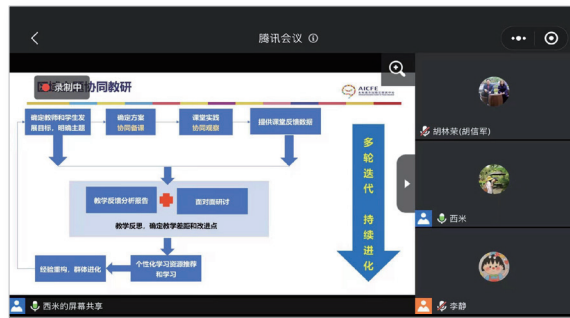 腾讯会议
录制中 协同教研
AICFE
确定教师和学生发
展目标，明确主题
确定方案
协同备课
课堂实践
协同观察
提供课堂反馈数据
教学反馈分析报告
面对面研讨
教学反思，确定教学差距和改进点
经验重构，群体进化
个性化学习资源推荐
和学习
多轮迭代 持续进化
胡林荣(胡信军)
西米
李静
西米的屏幕共享